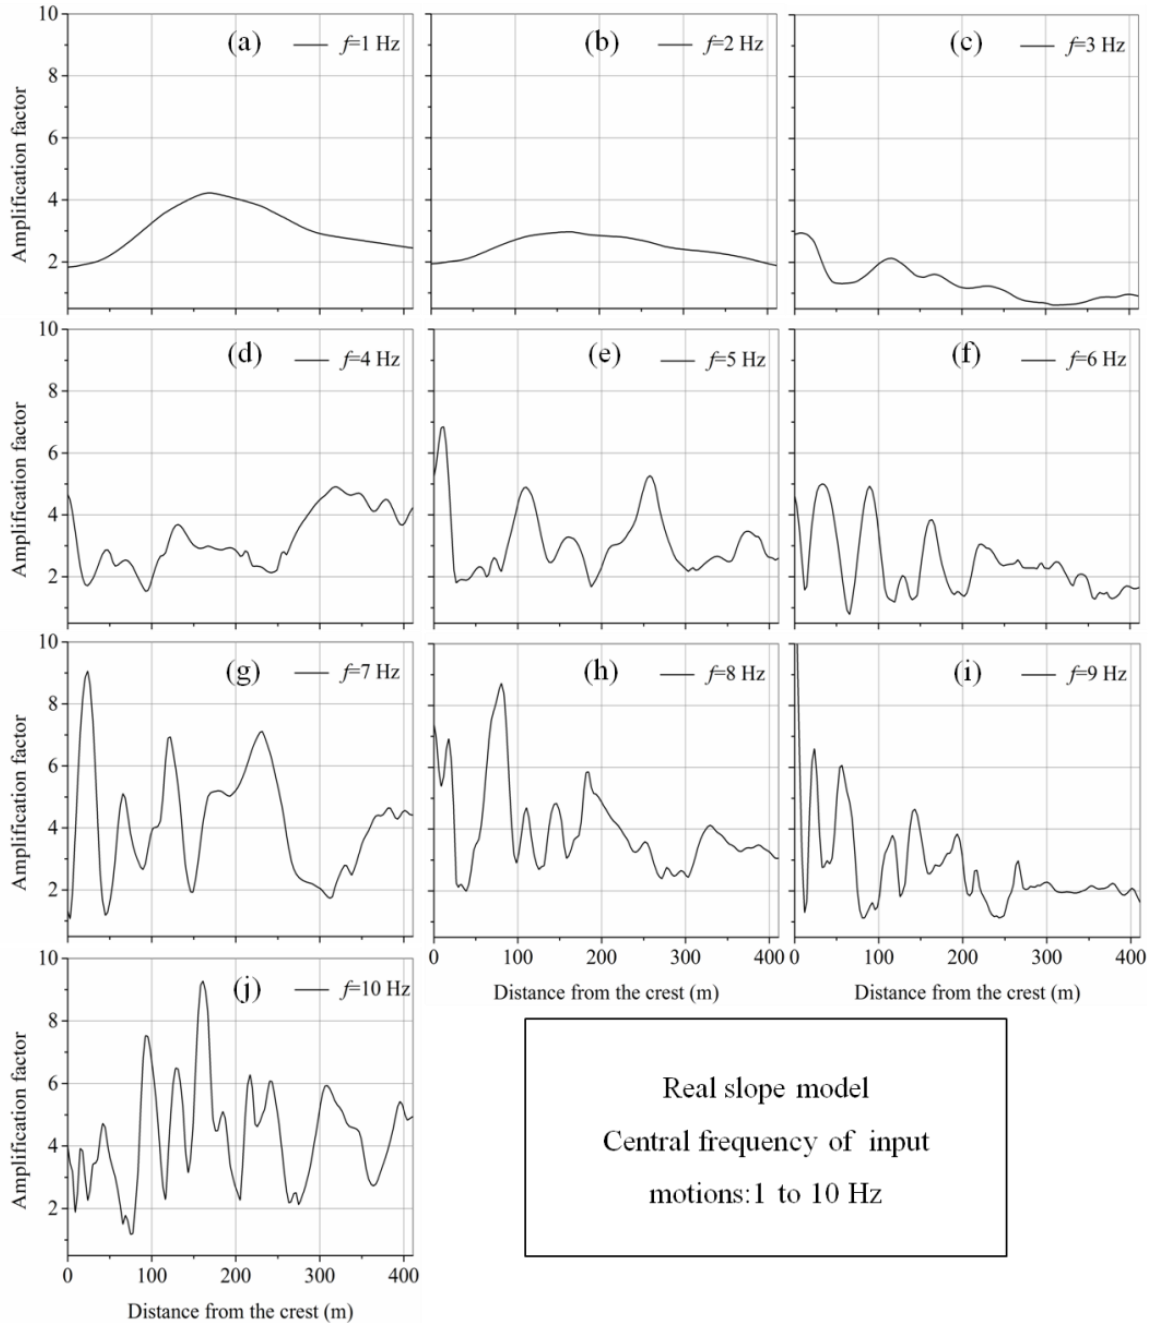 10
8
6
4
2
Amplification factor
(a) f=1 Hz
(b) f=2 Hz
(c) f=3 Hz
10
8
6
4
2
Amplification factor
(d) f=4 Hz
(e) f=5 Hz
(f) f=6 Hz
10
8
6
4
2
Amplification factor
(g) f=7 Hz
(h) f=8 Hz
(i) f=9 Hz
0 100 200 300 400
Distance from the crest (m)
0 100 200 300 400
Distance from the crest (m)
10
8
6
4
2
Amplification factor
(j) f=10 Hz
0 100 200 300 400
Distance from the crest (m)
Real slope model
Central frequency of input
motions:1 to 10 Hz